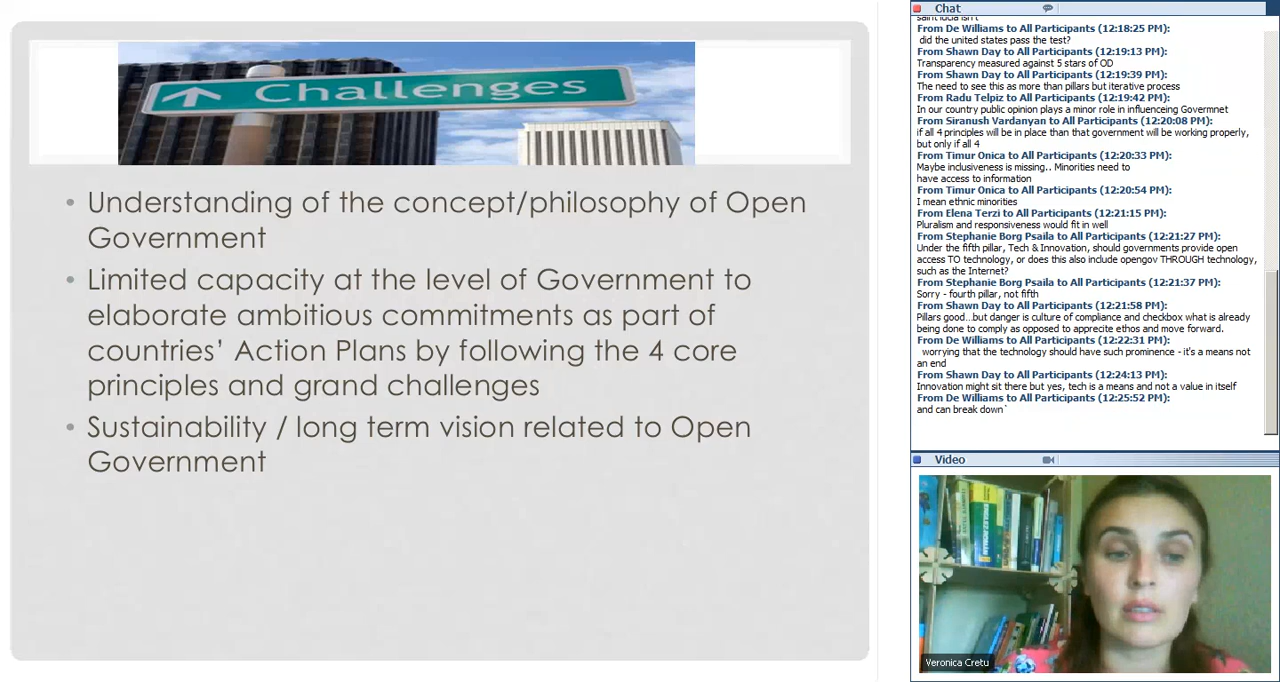 Challenges
• Understanding of the concept/philosophy of Open
Government
• Limited capacity at the level of Government to
elaborate ambitious commitments as part of
countries’ Action Plans by following the 4 core
principles and grand challenges
• Sustainability / long term vision related to Open
Government
Chat
From De Williams to All Participants (12:18:25 PM):
did the united states pass the test?
From Shawn Day to All Participants (12:19:13 PM):
Transparency measured against 5 stars of OD
From Shawn Day to All Participants (12:19:39 PM):
The need to see this as more than pillars but iterative process
From Radu Telpiz to All Participants (12:19:42 PM):
In our country public opinion plays a minor role in influenceing Govermnet
From Siranush Vardanyan to All Participants (12:20:08 PM):
if all 4 principles will be in place than that government will be working properly,
but only if all 4
From Timur Onica to All Participants (12:20:33 PM):
Maybe inclusiveness is missing.. Minorities need to
have access to information
From Timur Onica to All Participants (12:20:54 PM):
I mean ethnic minorities
From Elena Terzi to All Participants (12:21:15 PM):
Pluralism and responsiveness would fit in well
From Stephanie Borg Psaila to All Participants (12:21:27 PM):
Under the fifth pillar, Tech & Innovation, should governments provide open
access TO technology, or does this also include opengov THROUGH technology,
such as the Internet?
From Stephanie Borg Psaila to All Participants (12:21:37 PM):
Sorry - fourth pillar, not fifth
From Shawn Day to All Participants (12:21:58 PM):
Pillars good...but danger is culture of compliance and checkbox what is already
being done to comply as opposed to apprecite ethos and move forward.
From De Williams to All Participants (12:22:31 PM):
worrying that the technology should have such prominence - it's a means not
an end
From Shawn Day to All Participants (12:24:13 PM):
Innovation might sit there but yes, tech is a means and not a value in itself
From De Williams to All Participants (12:25:52 PM):
and can break down`
Video
Veronica Cretu